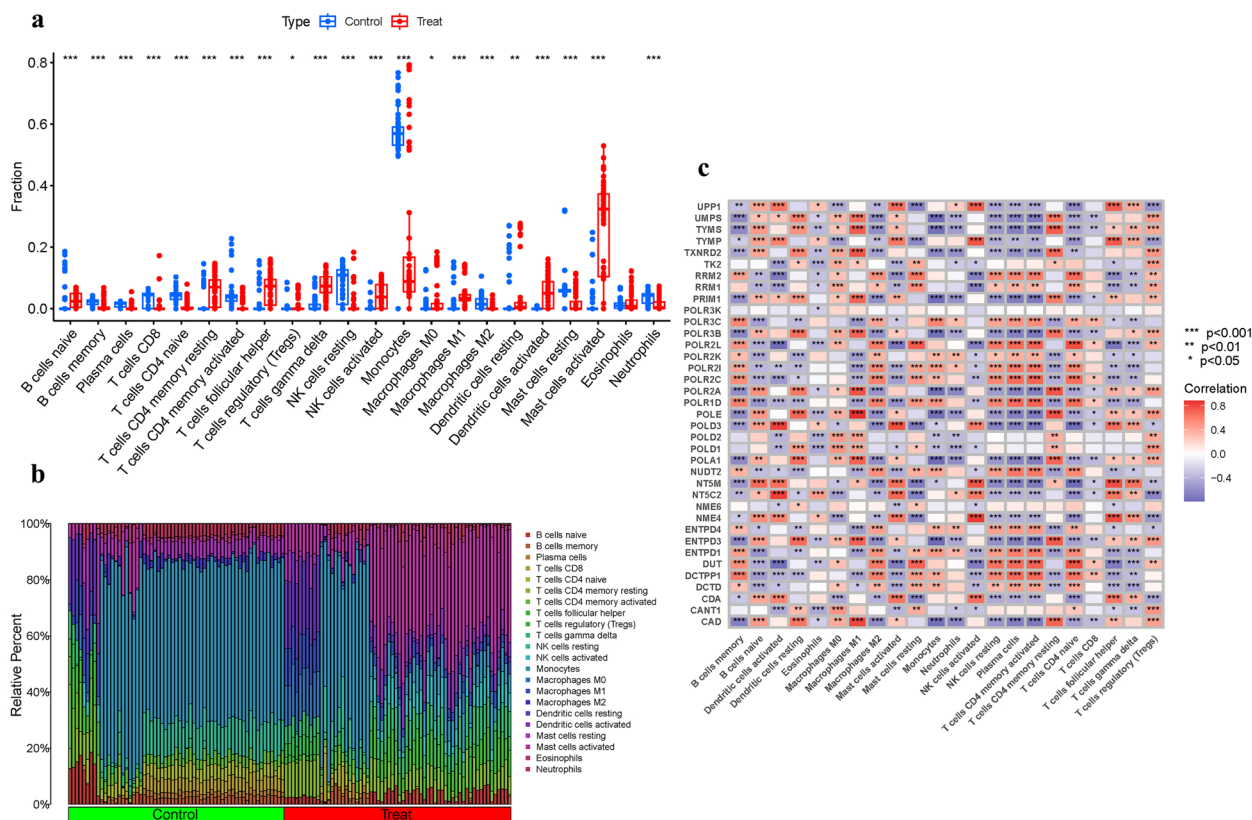 a
Type Control Treat
*** *** *** *** *** *** *** *** * *** *** *** *** * *** *** ** *** *** *** ***
0.8
0.6
0.4
0.2
0.0
Fraction
B cells naive
B cells memory
Plasma cells
T cells CD8
T cells CD4 naive
T cells CD4 memory resting
T cells CD4 memory activated
T cells follicular helper
T cells regulatory (Tregs)
T cells gamma delta
NK cells resting
NK cells activated
Monocytes
Macrophages M0
Macrophages M1
Macrophages M2
Dendritic cells resting
Dendritic cells activated
Mast cells resting
Mast cells activated
Eosinophils
Neutrophils
b
100%
80%
60%
40%
20%
0%
Relative Percent
Control
Treat
B cells naive
B cells memory
Plasma cells
T cells CD8
T cells CD4 naive
T cells CD4 memory resting
T cells CD4 memory activated
T cells follicular helper
T cells regulatory (Tregs)
T cells gamma delta
NK cells resting
NK cells activated
Monocytes
Macrophages M0
Macrophages M1
Macrophages M2
Dendritic cells resting
Dendritic cells activated
Mast cells resting
Mast cells activated
Eosinophils
Neutrophils
c
UPP1
UMPS
TYMS
TYMP
TXNRD2
TK2
RRM2
RRM1
PRIM1
POLR3K
POLR3C
POLR3B
POLR2L
POLR2K
POLR2I
POLR2C
POLR2A
POLR1D
POLE
POLD3
POLD2
POLD1
POLA1
NUDT2
NT5M
NT5C2
NME6
NME4
ENTPD4
ENTPD3
ENTPD1
DUT
DCTPP1
DCTD
CDA
CANT1
CAD
B cells memory
B cells naive
Dendritic cells activated
Dendritic cells resting
Eosinophils
Macrophages M0
Macrophages M1
Macrophages M2
Mast cells activated
Mast cells resting
Monocytes
Neutrophils
NK cells activated
NK cells resting
Plasma cells
T cells CD4 memory activated
T cells CD4 memory resting
T cells CD4 naive
T cells CD8
T cells follicular helper
T cells gamma delta
T cells regulatory (Tregs)
*** p<0.001
** p<0.01
* p<0.05
Correlation
0.8
0.4
0.0
−0.4